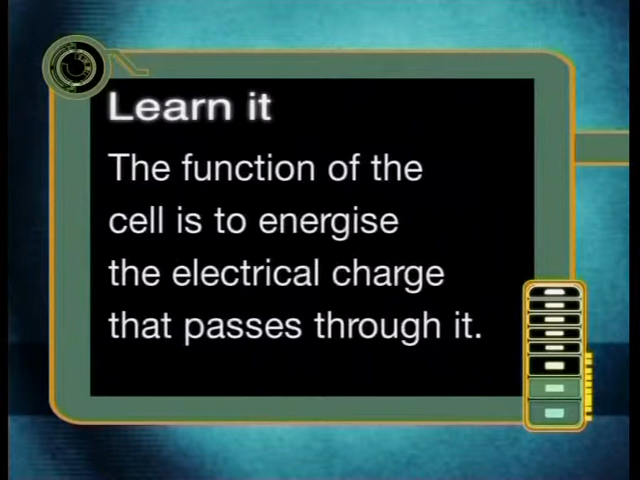 Learn it
The function of the
cell is to energise
the electrical charge
that passes through it.